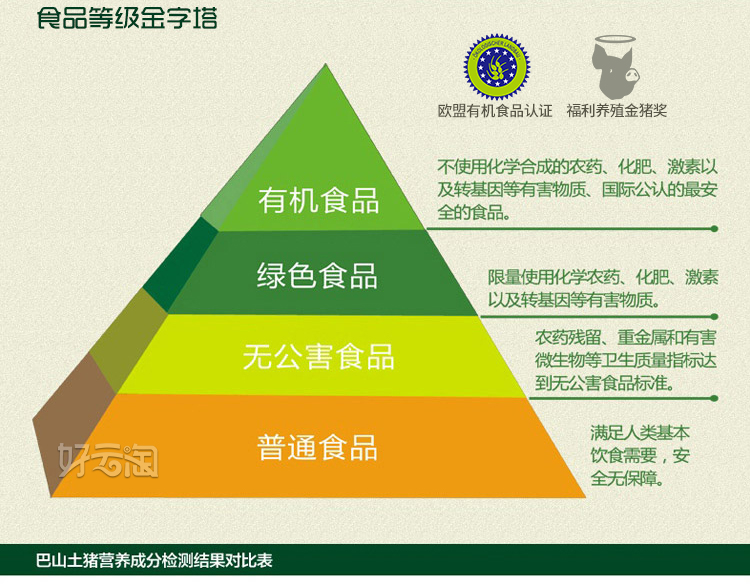 食品等级金字塔
欧盟有机食品认证
福利养殖金猪奖
不使用化学合成的农药、化肥、激素以
及转基因等有害物质、国际公认的最安
全的食品。
有机食品
限量使用化学农药、化肥、激素
以及转基因等有害物质。
绿色食品
农药残留、重金属和有害
微生物等卫生质量指标达
到无公害食品标准。
无公害食品
满足人类基本
饮食需要，安
全无保障。
普通食品
好云淘
巴山土猪营养成分检测结果对比表